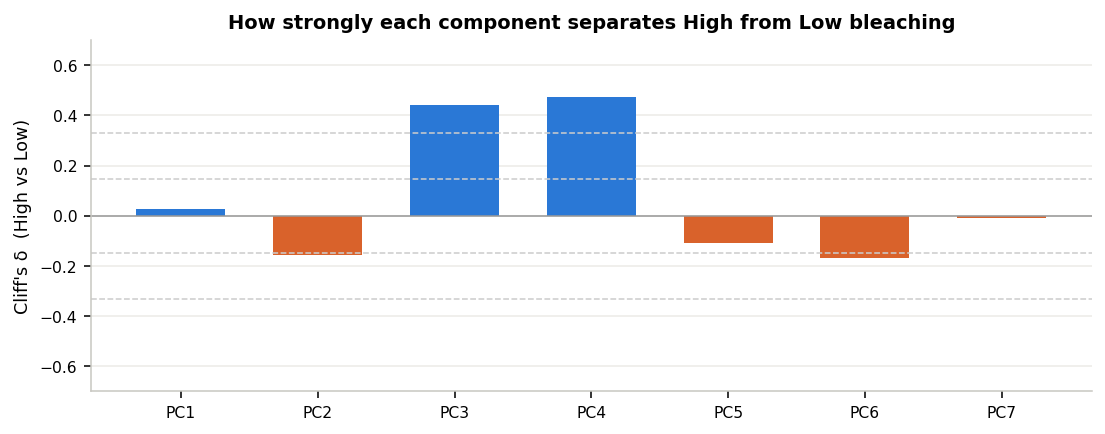 How strongly each component separates High from Low bleaching
Cliff's δ  (High vs Low)
0.6
0.4
0.2
0.0
−0.2
−0.4
−0.6
PC1 PC2 PC3 PC4 PC5 PC6 PC7